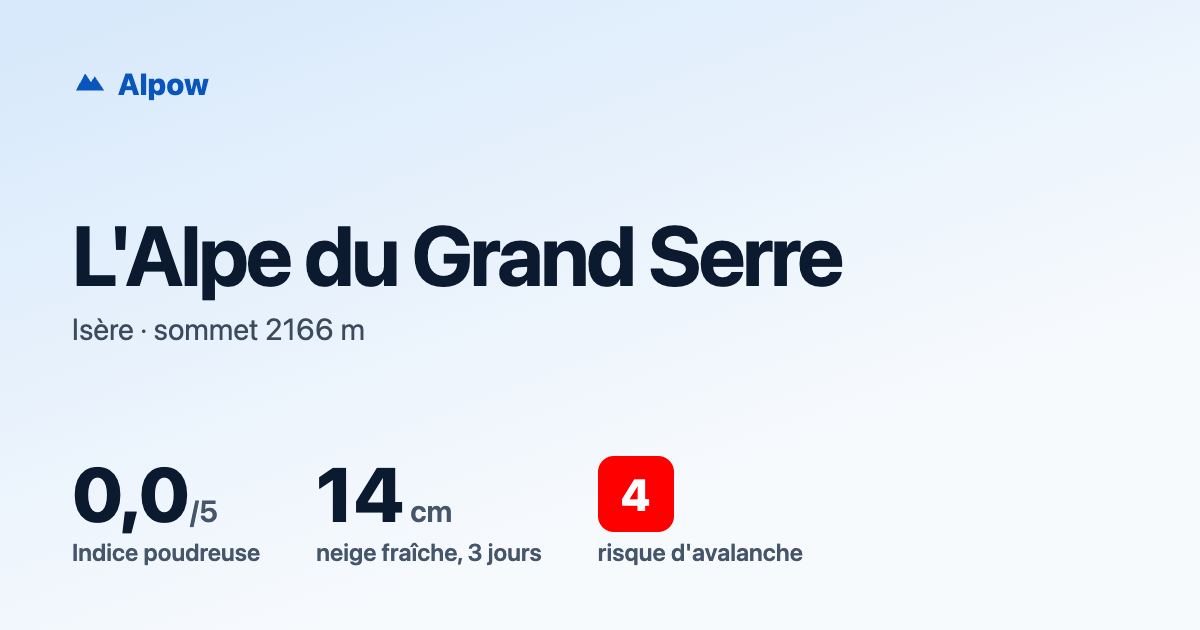 Alpow
L'Alpe du Grand Serre
Isère · sommet 2166 m
0,0/5
Indice poudreuse
14 cm
neige fraîche, 3 jours
4
risque d'avalanche